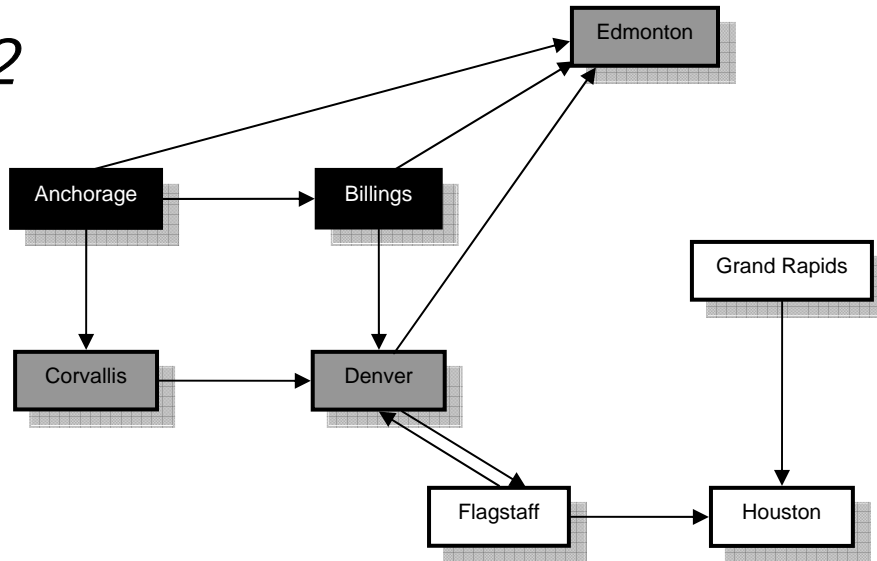 2
Edmonton
Anchorage
Billings
Grand Rapids
Corvallis
Denver
Flagstaff
Houston